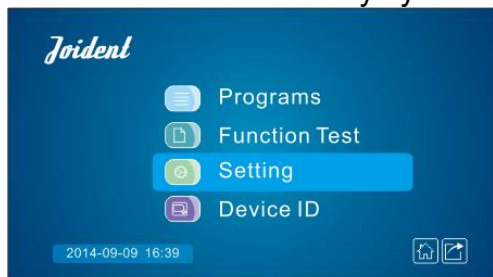 Joident
Programs
Function Test
Setting
Device ID
2014-09-09 16:39